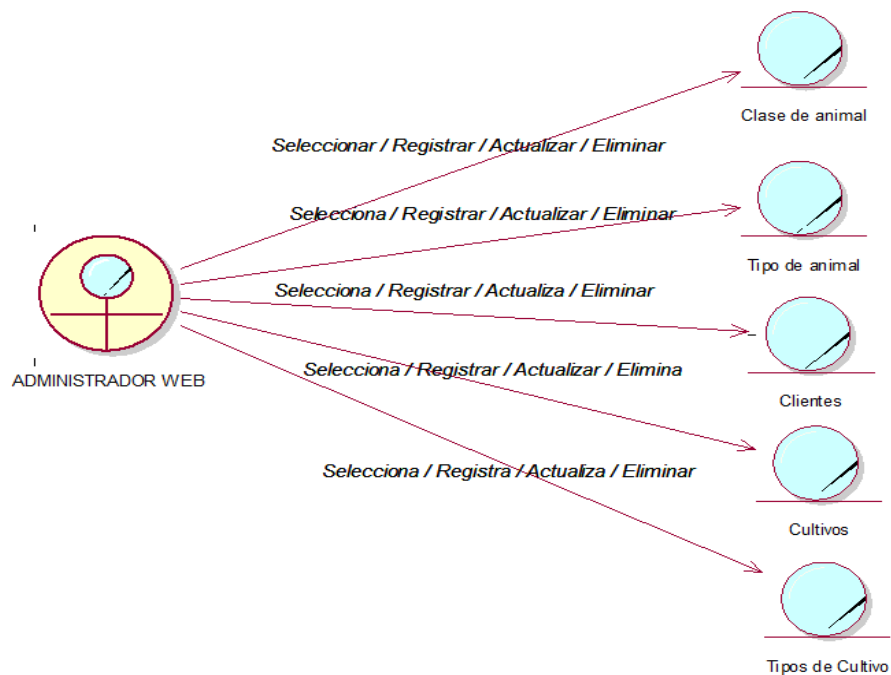 Clase de animal
Seleccionar / Registrar / Actualizar / Eliminar
Selecciona / Registrar / Actualizar / Eliminar
Tipo de animal
Selecciona / Registrar / Actualiza / Eliminar
ADMINISTRADOR WEB
Selecciona / Registrar / Actualizar / Elimina
Clientes
Selecciona / Registra / Actualiza / Eliminar
Cultivos
Tipos de Cultivo